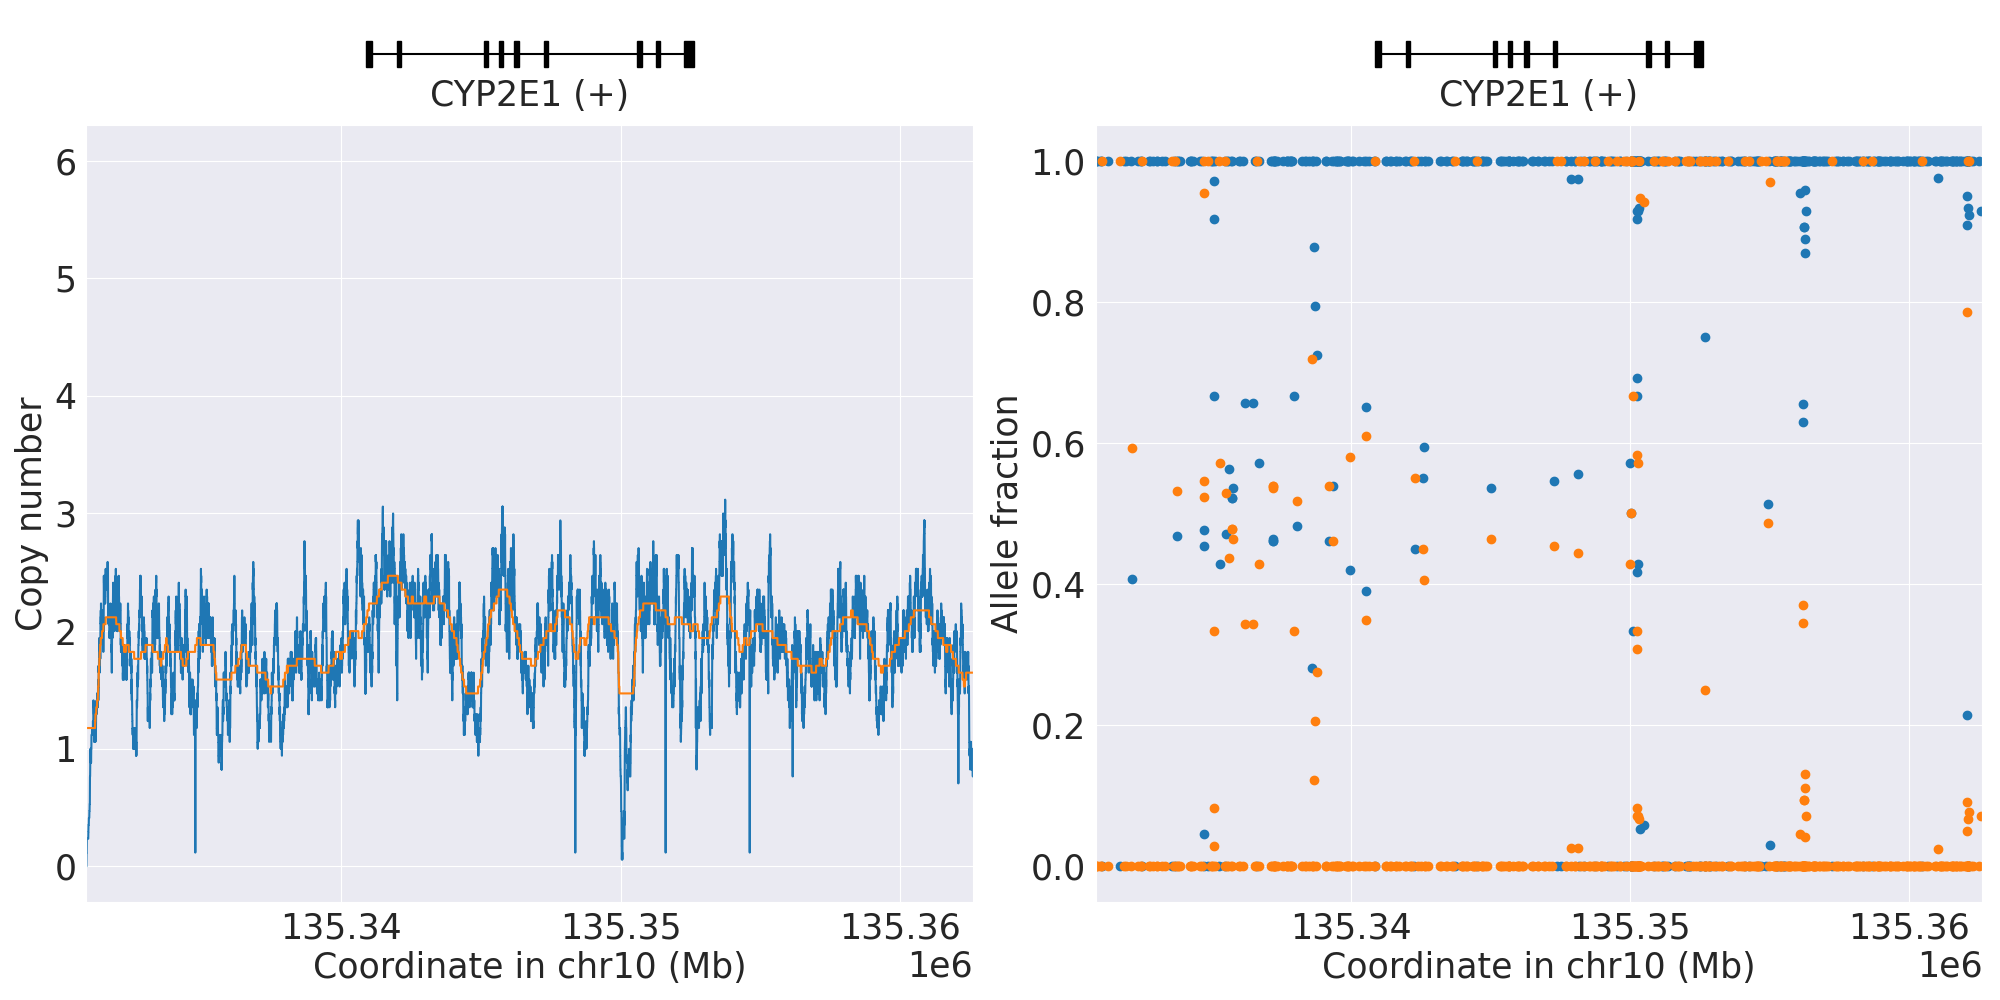 CYP2E1 (+)
6
5
4
3
2
1
0
Copy number
135.34 135.35 135.36
1e6
Coordinate in chr10 (Mb)
CYP2E1 (+)
1.0
0.8
0.6
0.4
0.2
0.0
Allele fraction
135.34 135.35 135.36
1e6
Coordinate in chr10 (Mb)